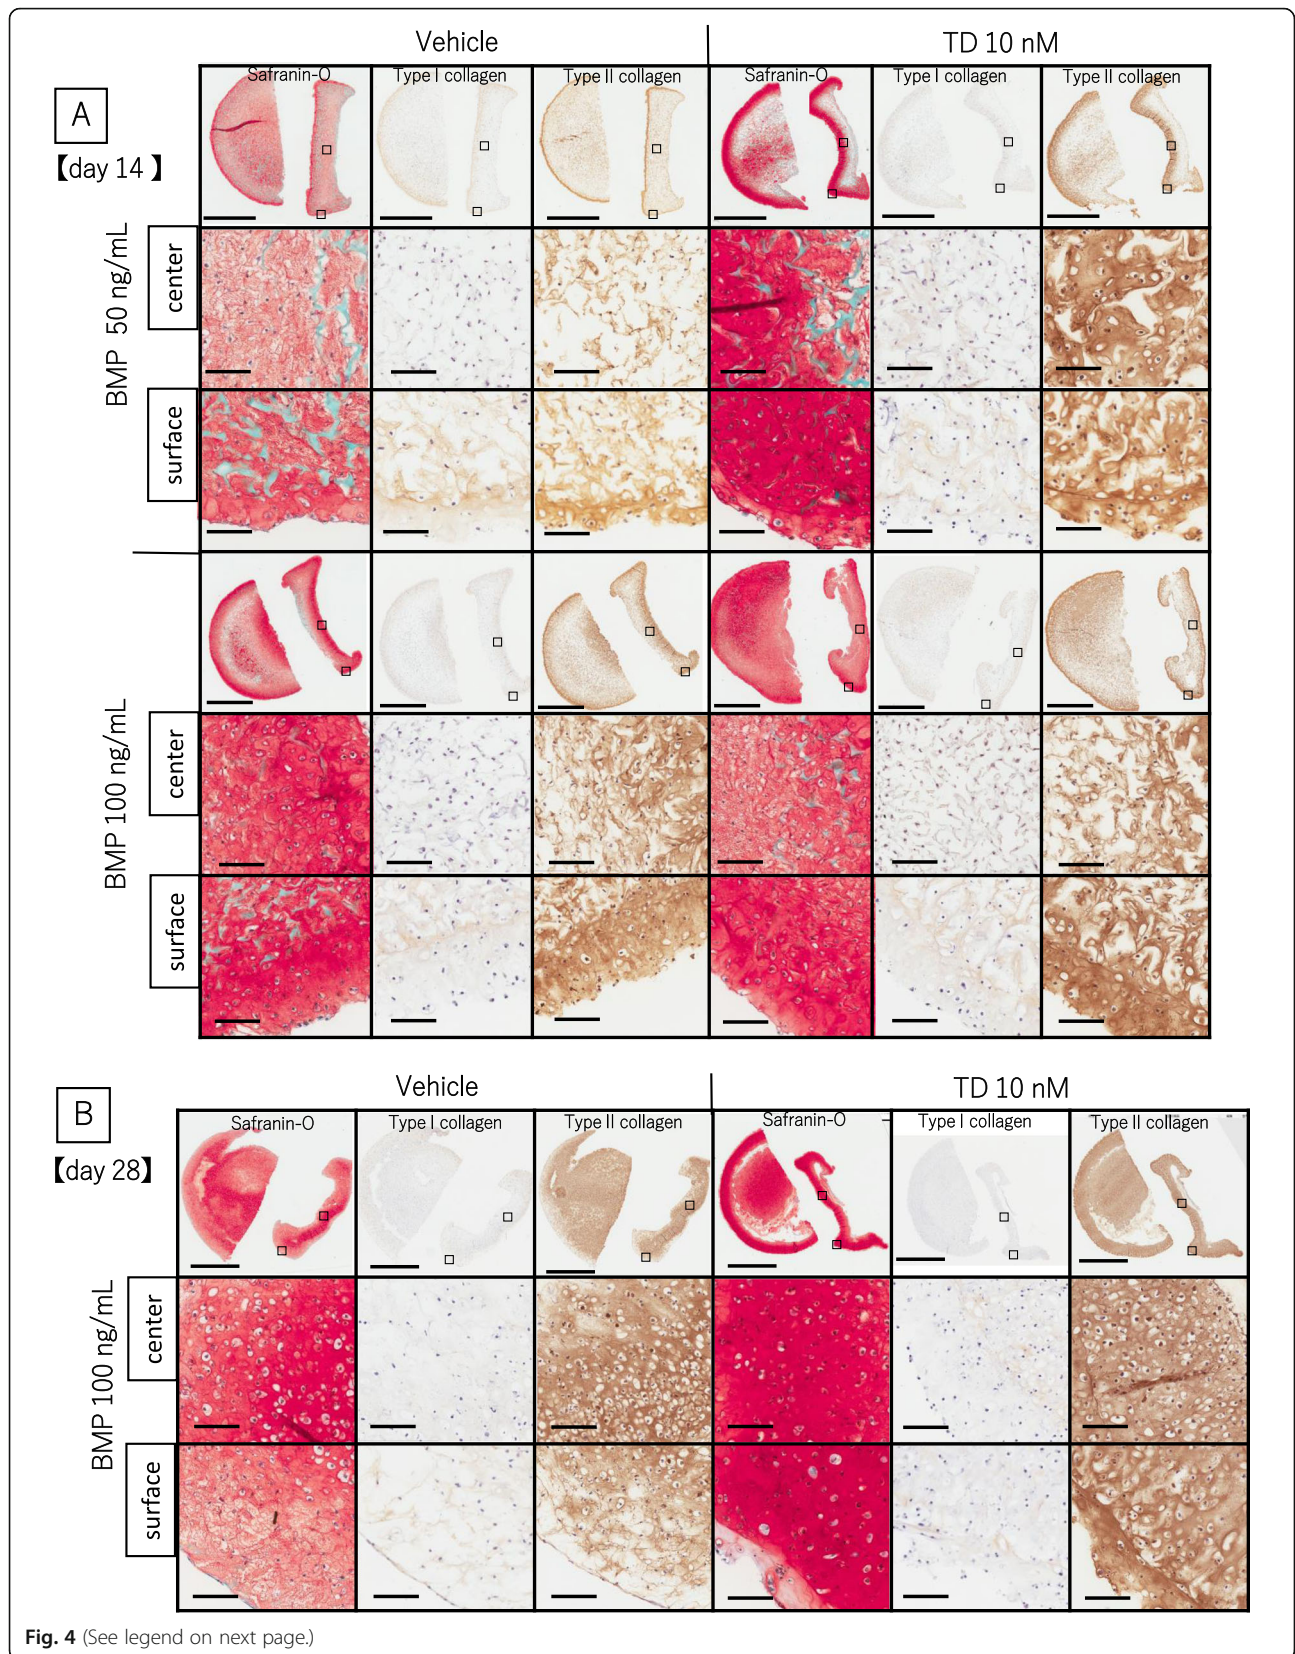 Vehicle
TD 10 nM
A
【day 14 】
Safranin-O
Type I collagen
Type II collagen
Safranin-O
Type I collagen
Type II collagen
BMP 50 ng/mL
center
surface
BMP 100 ng/mL
center
surface
Vehicle
TD 10 nM
B
【day 28】
Safranin-O
Type I collagen
Type II collagen
Safranin-O
Type I collagen
Type II collagen
BMP 100 ng/mL
center
surface
Fig. 4 (See legend on next page.)